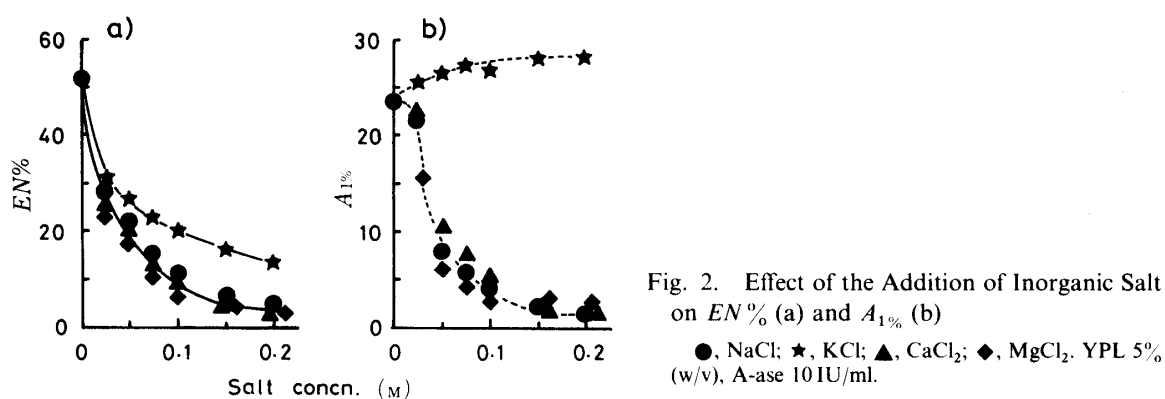 a)
60
40
20
0
EN%
0
0.1
0.2
b)
30
20
10
0
A1%
0
0.1
0.2
Salt concn. (M)
Fig. 2. Effect of the Addition of Inorganic Salt
on EN% (a) and A1% (b)
●, NaCl; ★, KCl; ▲, CaCl2; ◆, MgCl2. YPL 5%
(w/v), A-ase 10 IU/ml.